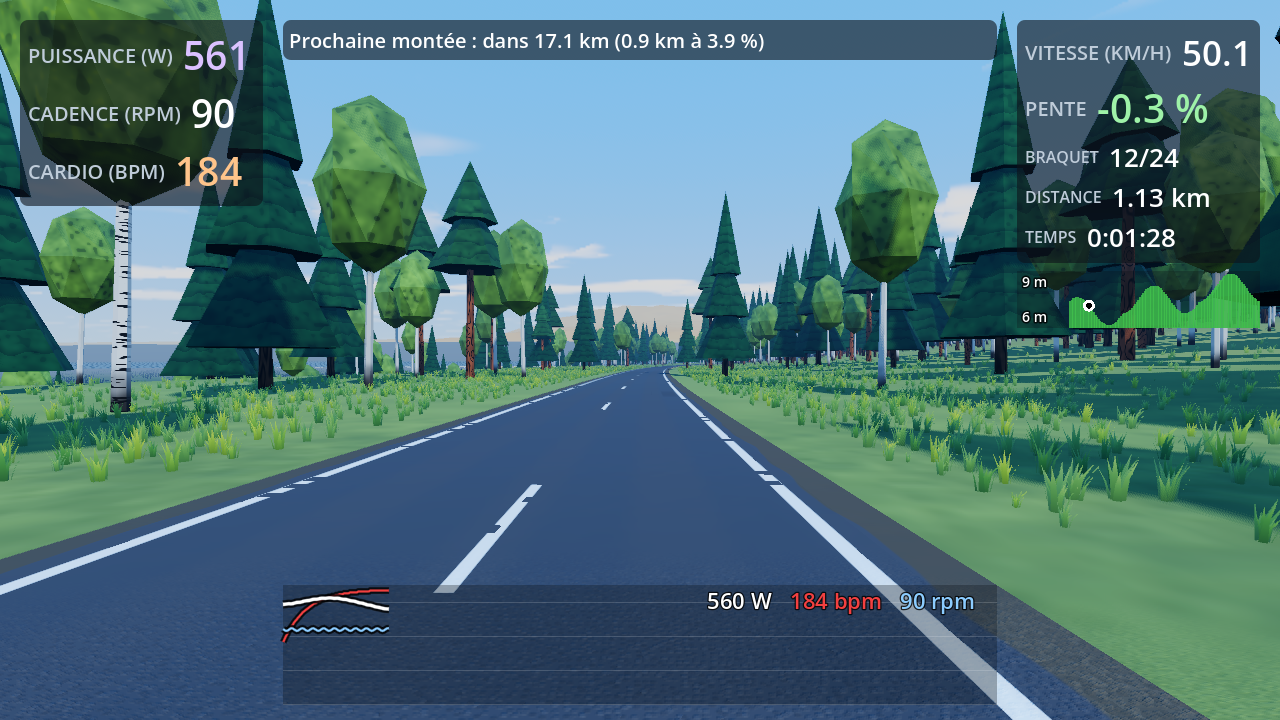 PUISSANCE (W) 561
CADENCE (RPM) 90
CARDIO (BPM) 184
Prochaine montée : dans 17.1 km (0.9 km à 3.9 %)
VITESSE (KM/H) 50.1
PENTE -0.3 %
BRAQUET 12/24
DISTANCE 1.13 km
TEMPS 0:01:28
9 m
6 m
560 W 184 bpm 90 rpm